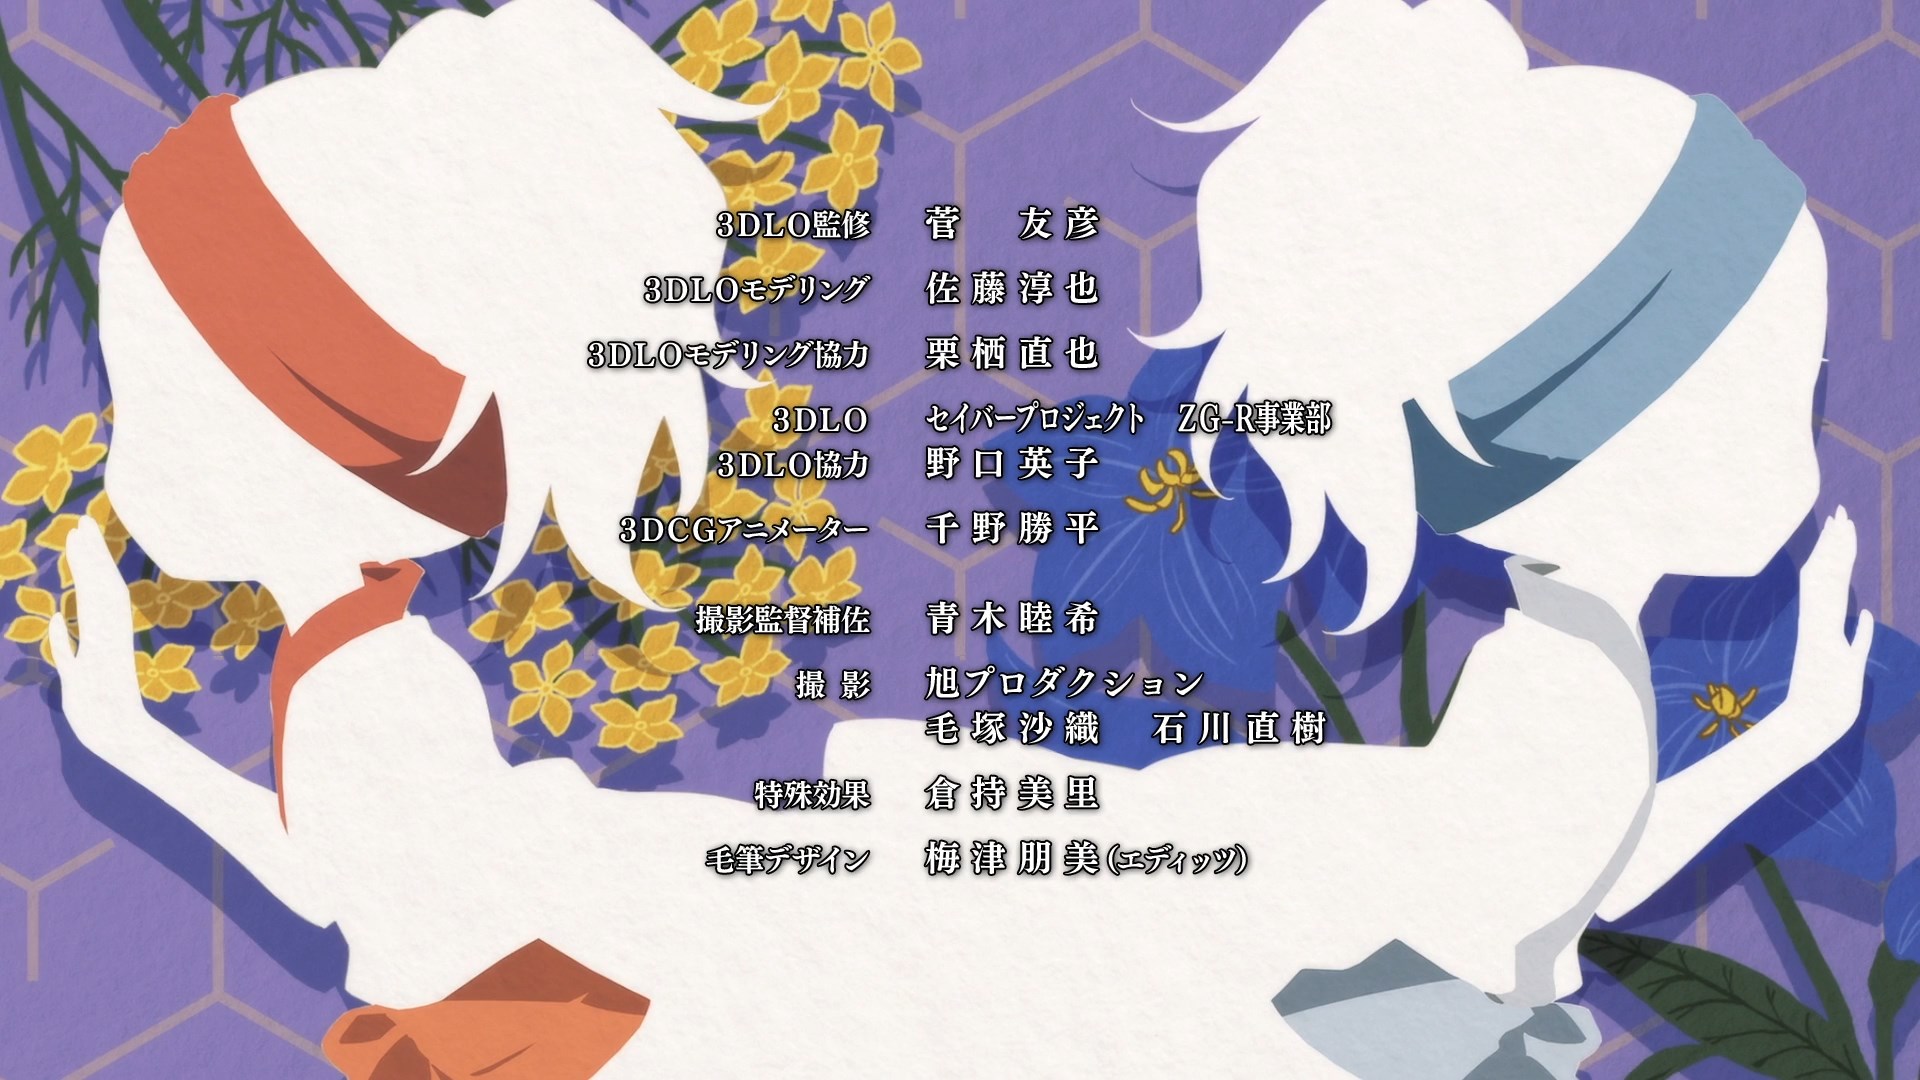 3DLO監修 菅 友彦
3DLOモデリング 佐藤淳也
3DLOモデリング協力 栗栖直也
3DLO セイバープロジェクト ZG-R事業部
3DLO協力 野口英子
3DCGアニメーター 千野勝平
撮影監督補佐 青木睦希
撮影 旭プロダクション
毛塚沙織 石川直樹
特殊効果 倉持美里
毛筆デザイン 梅津朋美(エディッツ)